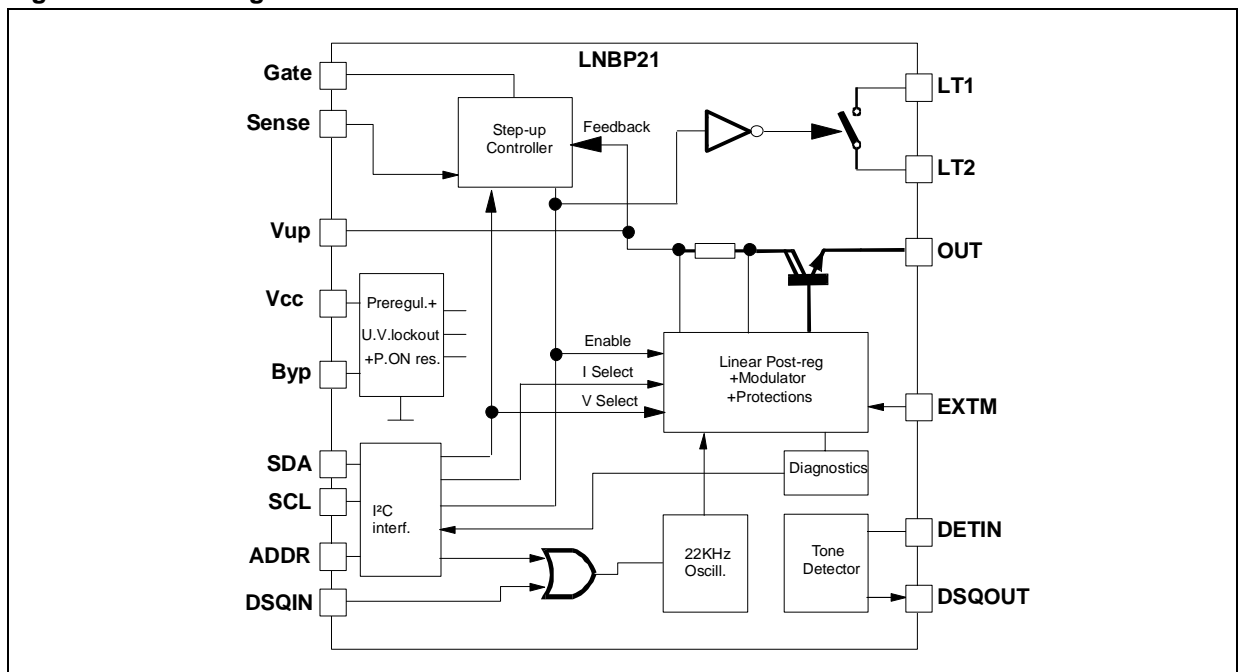 LNBP21
Gate
Sense
Step-up
Controller
Feedback
LT1
LT2
Vup
OUT
Vcc
Preregul.+
U.V.lockout
+P.ON res.
Byp
Enable
I Select
V Select
Linear Post-reg
+Modulator
+Protections
EXTM
SDA
SCL
I²C
interf.
ADDR
DSQIN
Diagnostics
22KHz
Oscill.
Tone
Detector
DETIN
DSQOUT